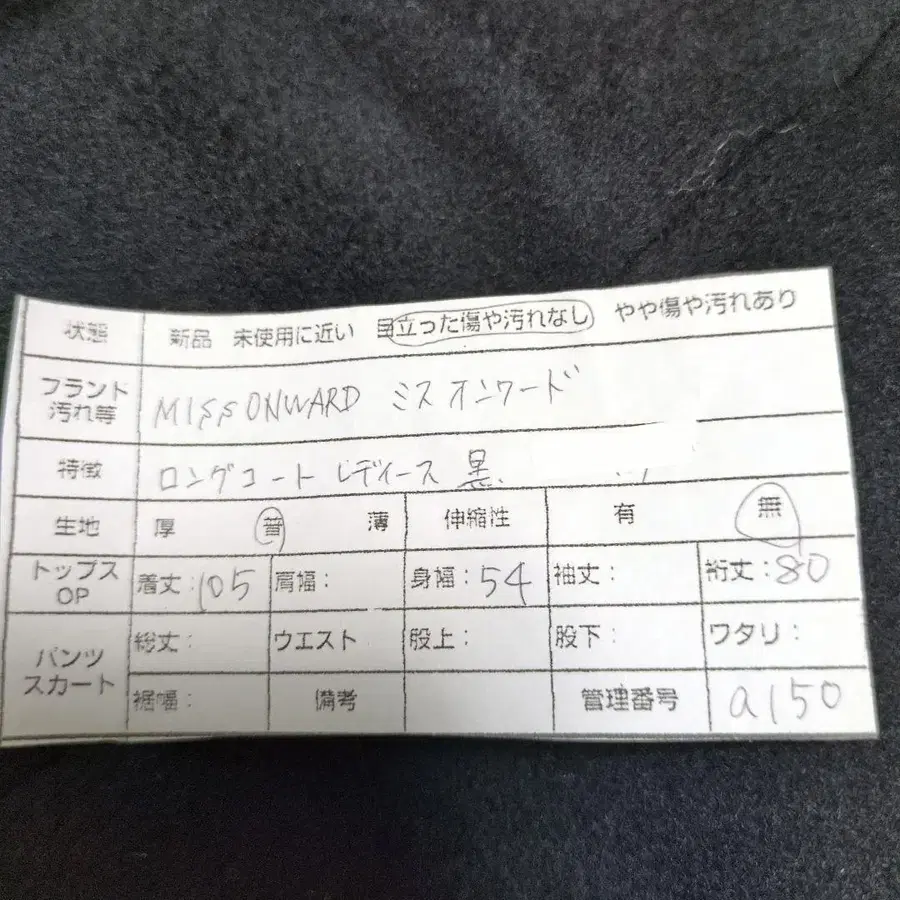 状態 新品 未使用に近い 目立った傷や汚れなし やや傷や汚れあり
フラント
汚れ等 MISS ONWARD ミスオンワード
特徴 ロングコート レディース 黒
生地 厚 普 薄 伸縮性 有 無
トップス
OP 着丈:105 肩幅: 身幅:54 袖丈: 裄丈:80
パンツ
スカート 総丈: ウエスト 股上: 股下: ワタリ:
裾幅: 備考 管理番号 a150